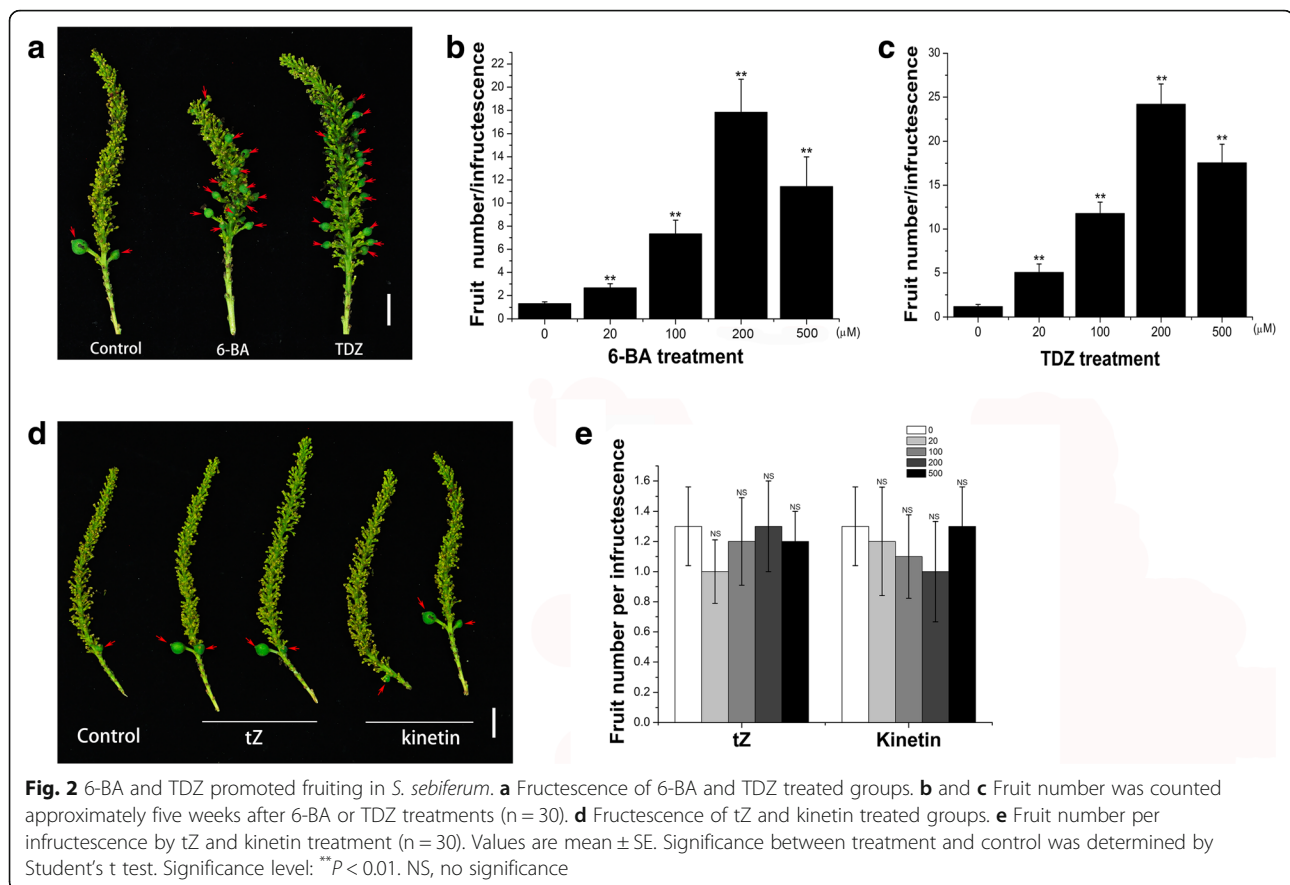 a
Control
6-BA
TDZ
b
Fruit number/infructescence
22
20
18
16
14
12
10
8
6
4
2
0
**
**
**
**
0 20 100 200 500 (μM)
6-BA treatment
c
Fruit number/infructescence
30
25
20
15
10
5
0
**
**
**
**
0 20 100 200 500 (μM)
TDZ treatment
d
Control
tZ
kinetin
e
Fruit number per infructescence
1.6
1.4
1.2
1.0
0.8
0.6
0.4
0.2
0.0
0
20
100
200
500
NS NS NS NS
NS NS NS NS
tZ Kinetin
Fig. 2 6-BA and TDZ promoted fruiting in S. sebiferum. a Fructescence of 6-BA and TDZ treated groups. b and c Fruit number was counted
approximately five weeks after 6-BA or TDZ treatments (n = 30). d Fructescence of tZ and kinetin treated groups. e Fruit number per
infructescence by tZ and kinetin treatment (n = 30). Values are mean ± SE. Significance between treatment and control was determined by
Student's t test. Significance level: **P < 0.01. NS, no significance